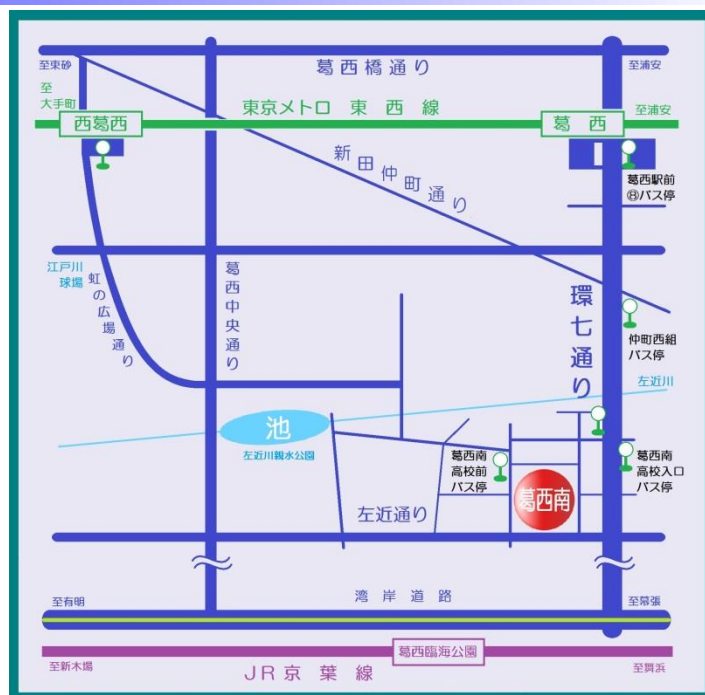 至東砂
葛西橋通り
至浦安
至
大手町
東京メトロ 東 西 線
至浦安
西葛西
葛 西
新田仲町通り
葛西駅前
㊐バス停
江戸川
球場
虹の広場通り
葛西中央通り
環七通り
仲町西組
バス停
左近川
池
左近川親水公園
葛西南
高校前
バス停
葛西南
高校入口
バス停
葛西南
左近通り
至有明
湾 岸 道 路
至幕張
葛西臨海公園
至新木場
JR京 葉 線
至舞浜